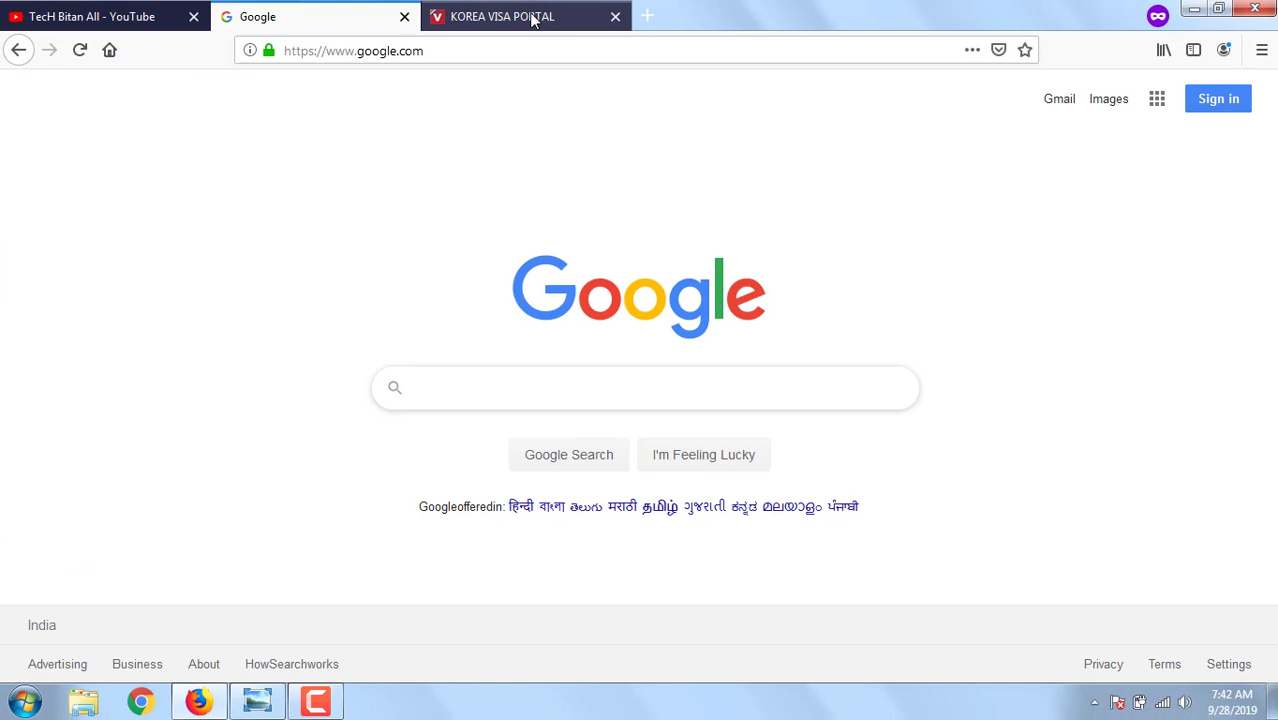 TecH Bitan All - YouTube
Google
KOREA VISA PORTAL
https://www.google.com
Gmail Images Sign in
Google
Google Search I'm Feeling Lucky
Googleofferedin: हिन्दी বাংলা తెలుగు मराठी தமிழ் ગુજરાતી ಕನ್ನಡ മലയാളം ਪੰਜਾਬੀ
India
Advertising Business About HowSearchworks Privacy Terms Settings
7:42 AM
9/28/2019